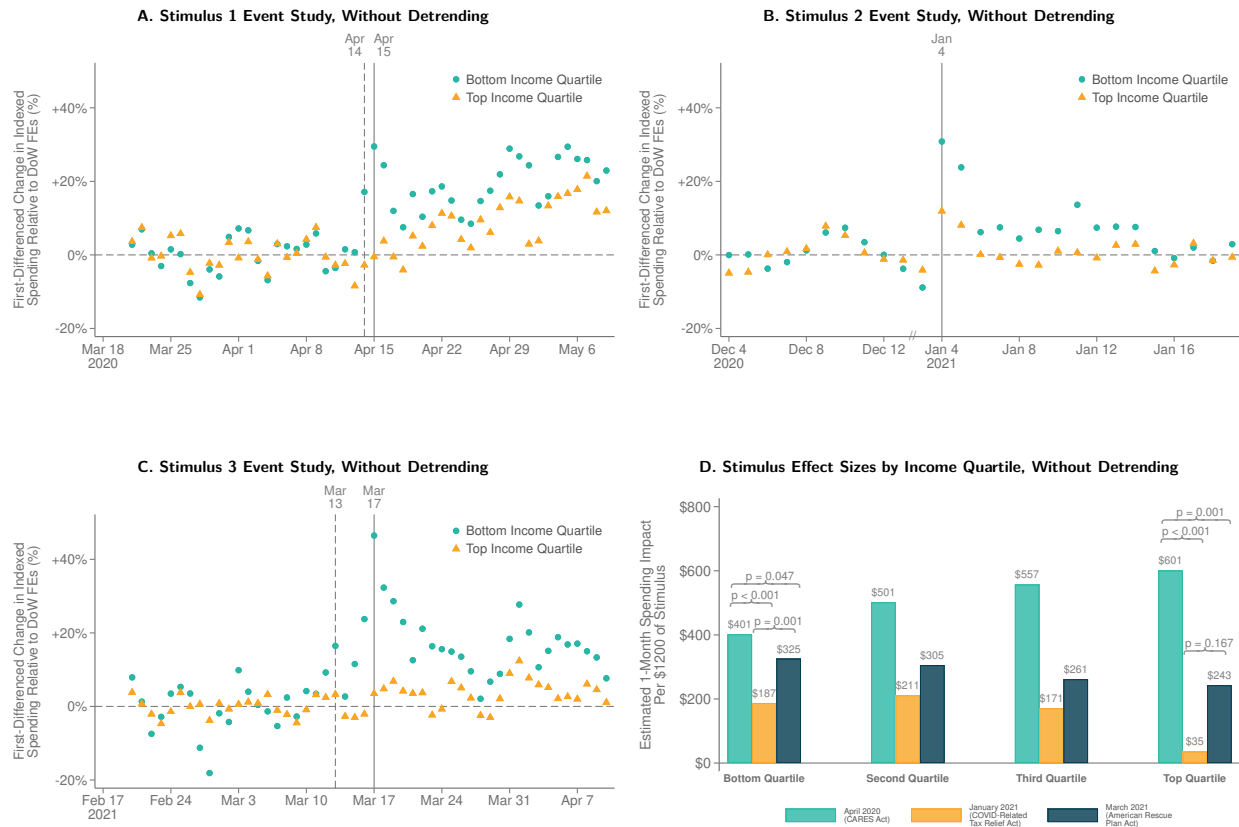 A. Stimulus 1 Event Study, Without Detrending
Apr
14
Apr
15
First-Differenced Change in Indexed
Spending Relative to DoW FEs (%)
Bottom Income Quartile
Top Income Quartile
+40%
+20%
0%
-20%
Mar 18
2020
Mar 25
Apr 1
Apr 8
Apr 15
Apr 22
Apr 29
May 6
B. Stimulus 2 Event Study, Without Detrending
Jan
4
First-Differenced Change in Indexed
Spending Relative to DoW FEs (%)
Bottom Income Quartile
Top Income Quartile
+40%
+20%
0%
-20%
Dec 4
2020
Dec 8
Dec 12
//
Jan 4
2021
Jan 8
Jan 12
Jan 16
C. Stimulus 3 Event Study, Without Detrending
Mar
13
Mar
17
First-Differenced Change in Indexed
Spending Relative to DoW FEs (%)
Bottom Income Quartile
Top Income Quartile
+40%
+20%
0%
-20%
Feb 17
2021
Feb 24
Mar 3
Mar 10
Mar 17
Mar 24
Mar 31
Apr 7
D. Stimulus Effect Sizes by Income Quartile, Without Detrending
Estimated 1-Month Spending Impact
Per $1200 of Stimulus
$800
$600
$400
$200
$0
p = 0.047
p < 0.001
p = 0.001
$401
$187
$325
$501
$211
$305
$557
$171
$261
p = 0.001
p < 0.001
$601
p = 0.167
$35
$243
Bottom Quartile
Second Quartile
Third Quartile
Top Quartile
April 2020
(CARES Act)
January 2021
(COVID-Related
Tax Relief Act)
March 2021
(American Rescue
Plan Act)